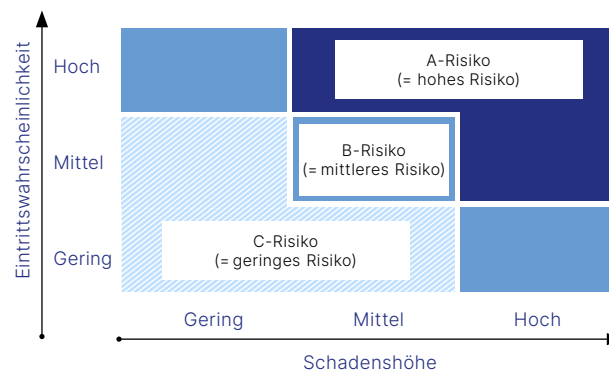 Eintrittswahrscheinlichkeit
Hoch
Mittel
Gering
A-Risiko
(= hohes Risiko)
B-Risiko
(= mittleres Risiko)
C-Risiko
(= geringes Risiko)
Gering
Mittel
Hoch
Schadenshöhe